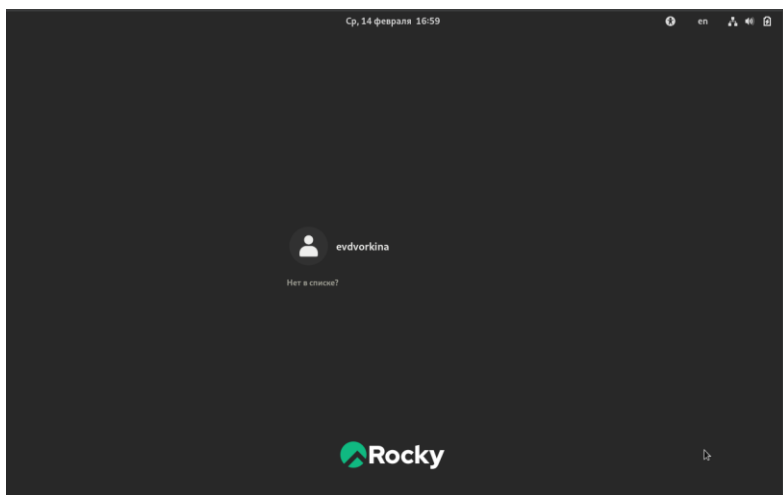 Ср, 14 февраля 16:59
en
evdvorkina
Нет в списке?
Rocky